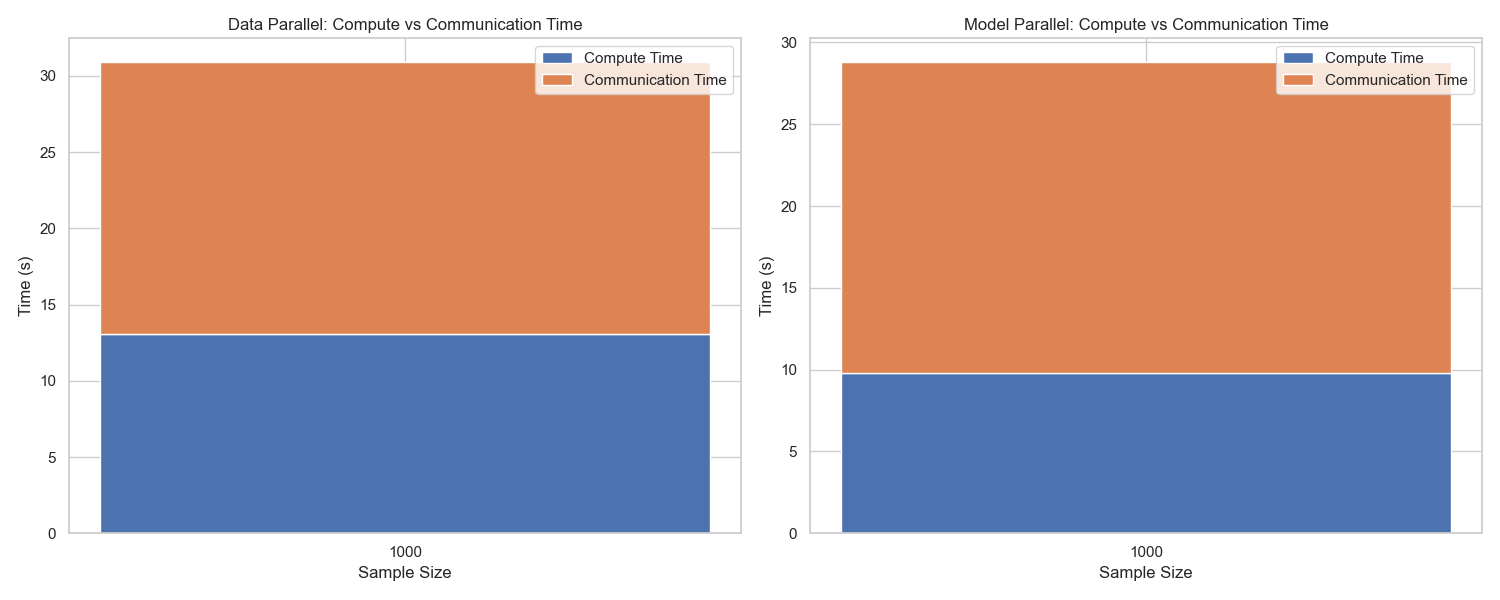 Data Parallel: Compute vs Communication Time
Compute Time
Communication Time
30
25
20
15
10
5
0
Time (s)
1000
Sample Size
Model Parallel: Compute vs Communication Time
Compute Time
Communication Time
30
25
20
15
10
5
0
Time (s)
1000
Sample Size